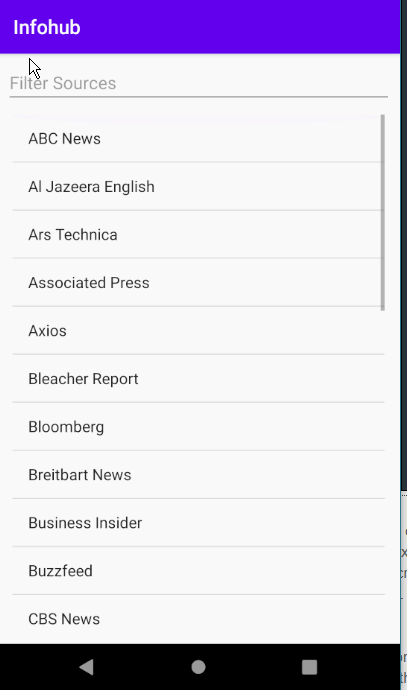 Infohub
Filter Sources
ABC News
Al Jazeera English
Ars Technica
Associated Press
Axios
Bleacher Report
Bloomberg
Breitbart News
Business Insider
Buzzfeed
CBS News